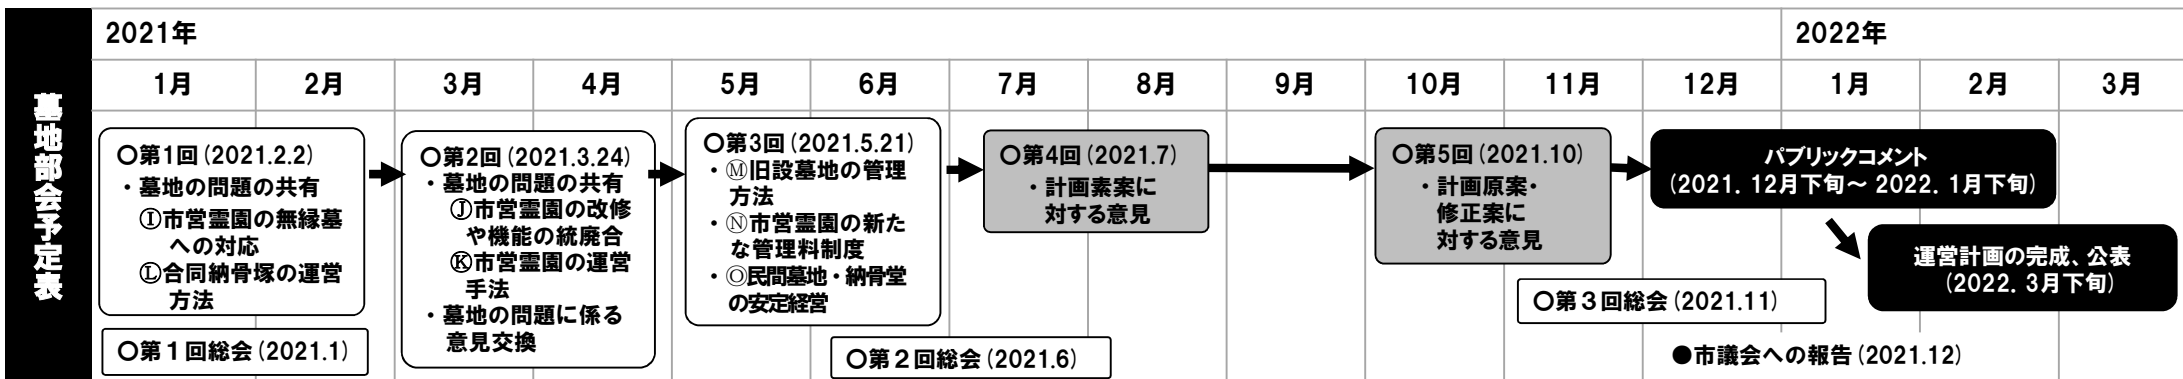 墓地部会予定表
2021年
2022年
1月
2月
3月
4月
5月
6月
7月
8月
9月
10月
11月
12月
1月
2月
3月
〇第1回(2021.2.2)
・墓地の問題の共有
Ⓘ市営霊園の無縁墓
への対応
Ⓛ合同納骨塚の運営
方法
〇第1回総会(2021.1)
〇第2回(2021.3.24)
・墓地の問題の共有
Ⓙ市営霊園の改修
や機能の統廃合
Ⓚ市営霊園の運営
手法
・墓地の問題に係る
意見交換
〇第3回(2021.5.21)
・Ⓜ旧設墓地の管理
方法
・Ⓝ市営霊園の新た
な管理料制度
・Ⓞ民間墓地・納骨堂
の安定経営
〇第2回総会(2021.6)
〇第4回(2021.7)
・計画素案に
対する意見
〇第5回(2021.10)
・計画原案・
修正案に
対する意見
〇第3回総会(2021.11)
パブリックコメント
(2021. 12月下旬～ 2022. 1月下旬)
運営計画の完成、公表
(2022. 3月下旬)
●市議会への報告(2021.12)